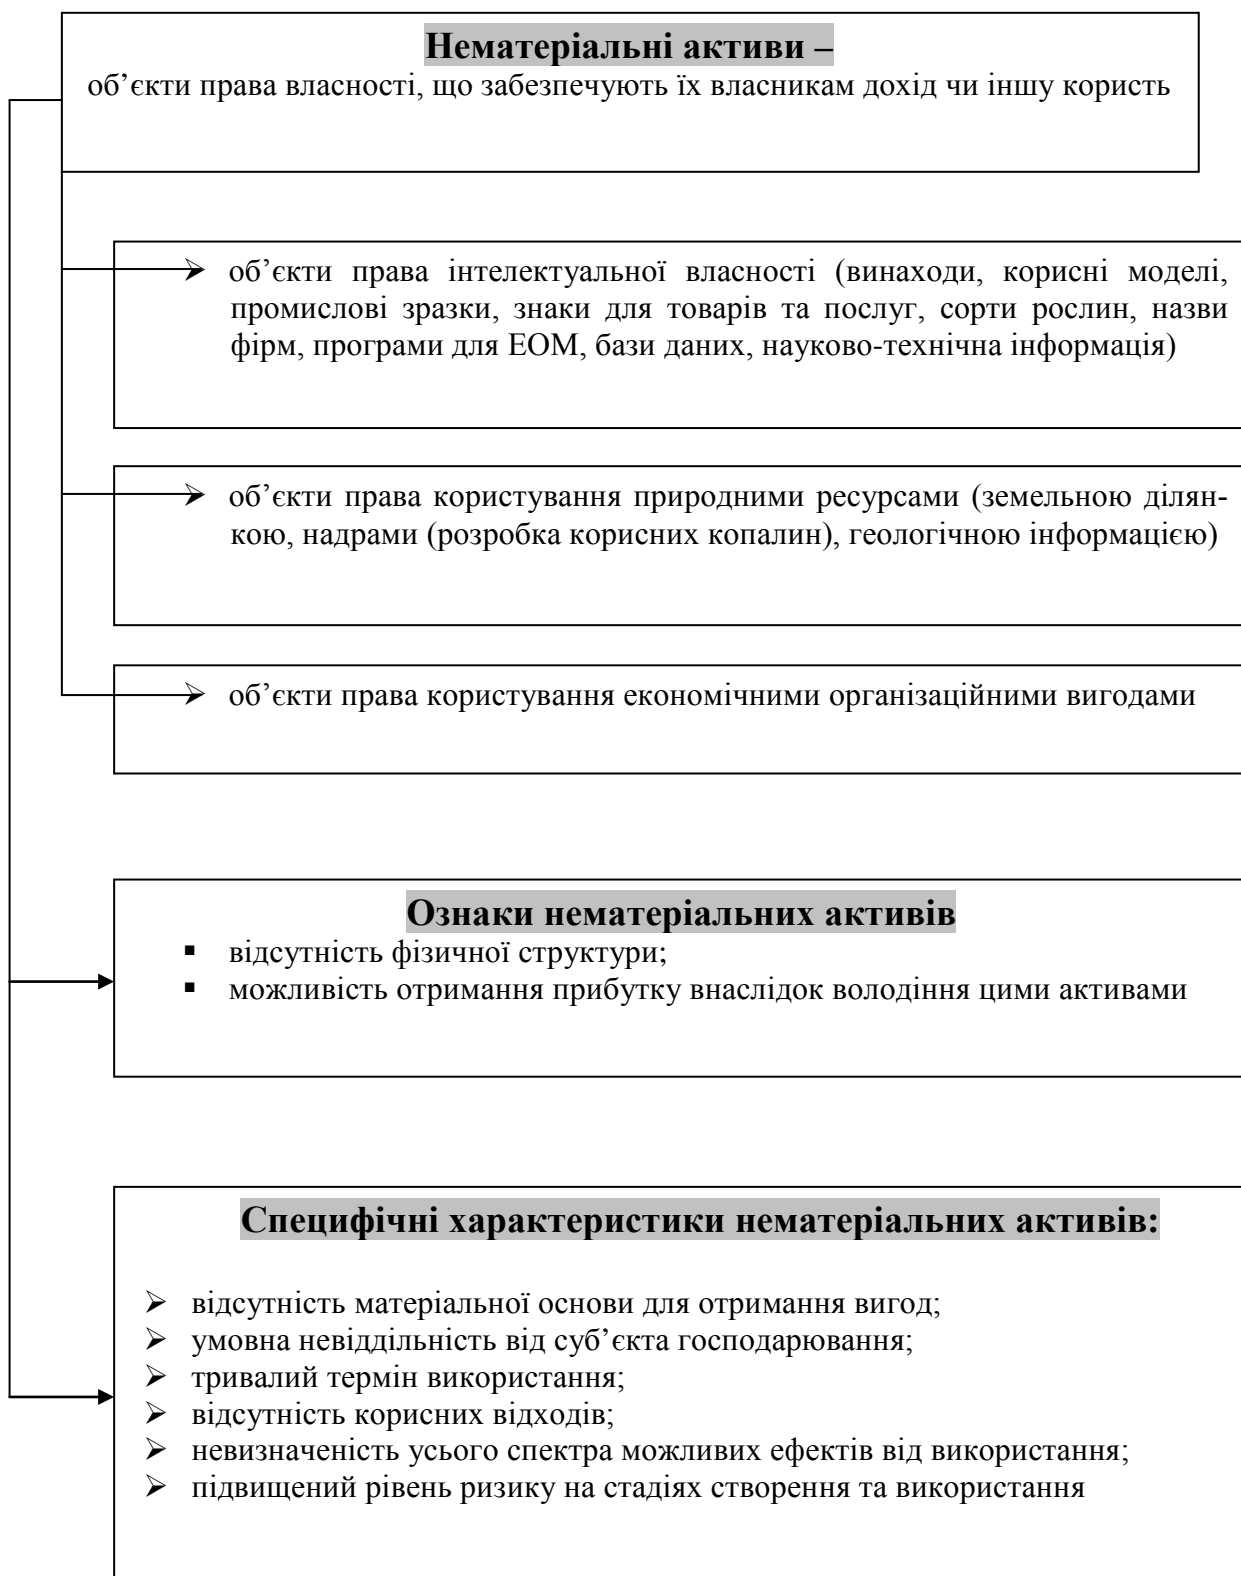 Нематеріальні активи –
об’єкти права власності, що забезпечують їх власникам дохід чи іншу користь
➢ об’єкти права інтелектуальної власності (винаходи, корисні моделі,
промислові зразки, знаки для товарів та послуг, сорти рослин, назви
фірм, програми для ЕОМ, бази даних, науково-технічна інформація)
➢ об’єкти права користування природними ресурсами (земельною ділян-
кою, надрами (розробка корисних копалин), геологічною інформацією)
➢ об’єкти права користування економічними організаційними вигодами
Ознаки нематеріальних активів
▪ відсутність фізичної структури;
▪ можливість отримання прибутку внаслідок володіння цими активами
Специфічні характеристики нематеріальних активів:
➢ відсутність матеріальної основи для отримання вигод;
➢ умовна невіддільність від суб’єкта господарювання;
➢ тривалий термін використання;
➢ відсутність корисних відходів;
➢ невизначеність усього спектра можливих ефектів від використання;
➢ підвищений рівень ризику на стадіях створення та використання